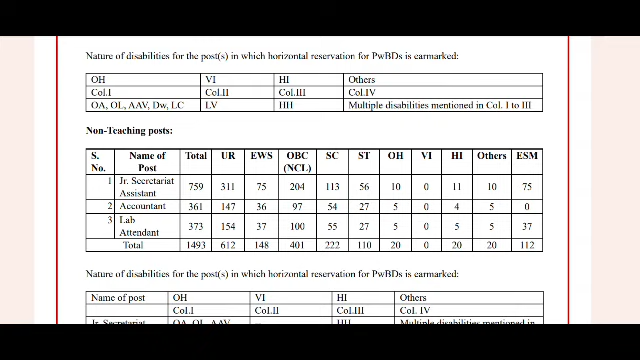 Nature of disabilities for the post(s) in which horizontal reservation for PwBDs is earmarked:
OH VI HI Others
Col.I Col.II Col.III Col.IV
OA, OL, AAV, Dw, LC LV HH Multiple disabilities mentioned in Col. I to III
Non-Teaching posts:
S. No. Name of Post Total UR EWS OBC (NCL) SC ST OH VI HI Others ESM
1 Jr. Secretariat Assistant 759 311 75 204 113 56 10 0 11 10 75
2 Accountant 361 147 36 97 54 27 5 0 4 5 0
3 Lab Attendant 373 154 37 100 55 27 5 0 5 5 37
Total 1493 612 148 401 222 110 20 0 20 20 112
Nature of disabilities for the post(s) in which horizontal reservation for PwBDs is earmarked:
Name of post OH VI HI Others
Col.I Col.II Col.III Col. IV
Jr. Secretariat OA, OL, AAV -- HH Multiple disabilities mentioned in